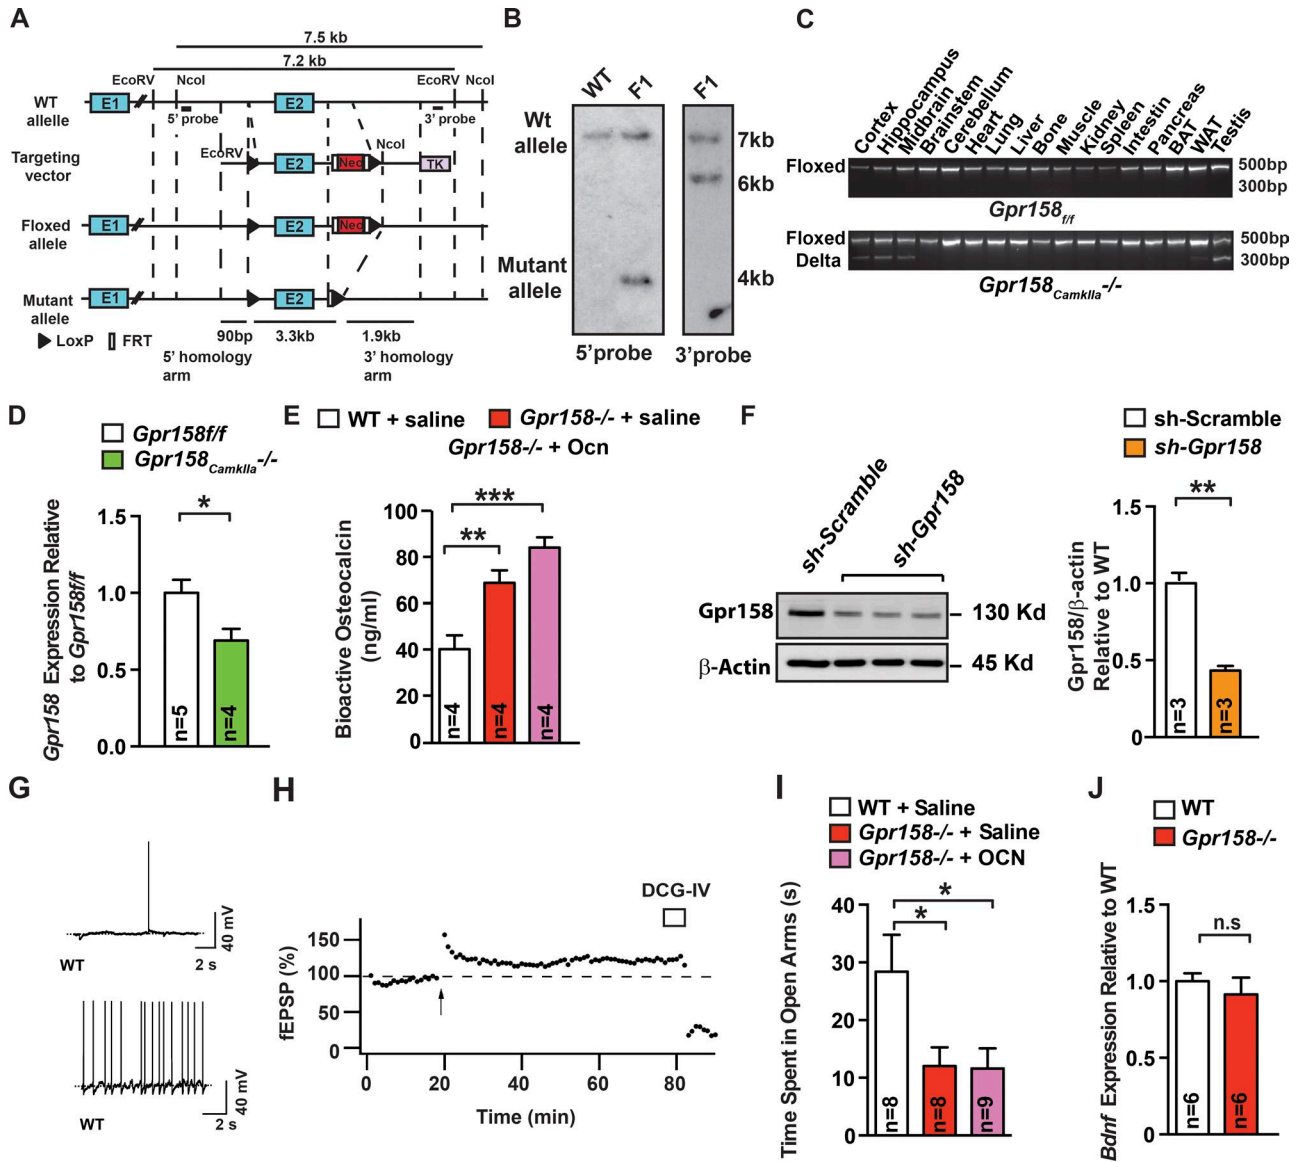 A
7.5 kb
7.2 kb
EcoRV NcoI EcoRV NcoI
WT
allele
E1 E2
5' probe 3' probe
Targeting
vector
EcoRV NcoI
E2 Neo TK
Floxed
allele
E1 E2 Neo
Mutant
allele
E1 E2
LoxP FRT
90bp 3.3kb 1.9kb
5' homology
arm
3' homology
arm
B
WT F1 F1
Wt
allele
7kb
6kb
Mutant
allele
4kb
5'probe 3'probe
C
Cortex
Hippocampus
Midbrain
Brainstem
Cerebellum
Heart
Lung
Liver
Bone
Muscle
Kidney
Spleen
Intestin
Pancreas
BAT
WAT
Testis
Floxed 500bp
300bp
Gpr158f/f
Floxed 500bp
Delta 300bp
Gpr158CamkIIa-/-
D
Gpr158f/f
Gpr158CamkIIa-/-
Gpr158 Expression Relative
to Gpr158f/f
1.5
1.0
0.5
0.0
*
n=5 n=4
E
WT + saline Gpr158-/- + saline
Gpr158-/- + Ocn
Bioactive Osteocalcin
(ng/ml)
100
80
60
40
20
0
***
**
n=4 n=4 n=4
F
sh-Scramble sh-Gpr158
Gpr158 130 Kd
β-Actin 45 Kd
sh-Scramble
sh-Gpr158
Gpr158/β-actin
Relative to WT
1.5
1.0
0.5
0
**
n=3 n=3
G
40 mV
WT 2 s
40 mV
WT 2 s
H
DCG-IV
fEPSP (%)
150
100
50
0
0 20 40 60 80
Time (min)
I
WT + Saline
Gpr158-/- + Saline
Gpr158-/- + OCN
Time Spent in Open Arms (s)
40
30
20
10
0
*
*
n=8 n=8 n=9
J
WT
Gpr158-/-
Bdnf Expression Relative to WT
1.5
1.0
0.5
0
n.s
n=6 n=6